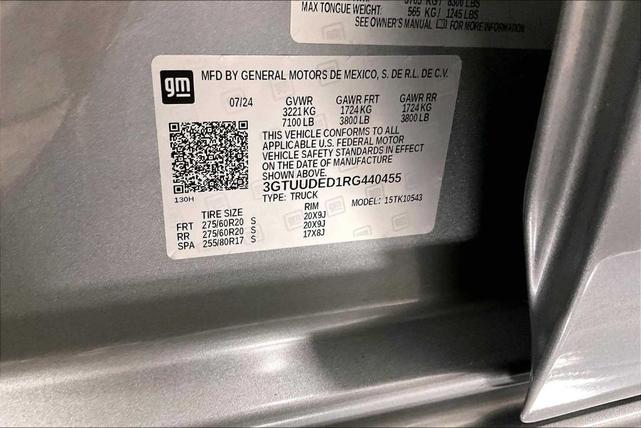 MAX TONGUE WEIGHT: 565 KG / 1245 LBS
SEE OWNER'S MANUAL FOR MORE INFORMATION
gm
MFD BY GENERAL MOTORS DE MEXICO, S. DE R.L. DE C.V.
07/24 GVWR GAWR FRT GAWR RR
3221 KG 1724 KG 1724 KG
7100 LB 3800 LB 3800 LB
THIS VEHICLE CONFORMS TO ALL
APPLICABLE U.S. FEDERAL MOTOR
VEHICLE SAFETY STANDARDS IN EFFECT
ON THE DATE OF MANUFACTURE
SHOWN ABOVE.
3GTUUDED1RG440455
130H TYPE: TRUCK MODEL: 15TK10543
TIRE SIZE RIM
FRT 275/60R20 S 20X9J
RR 275/60R20 S 20X9J
SPA 255/80R17 S 17X8J